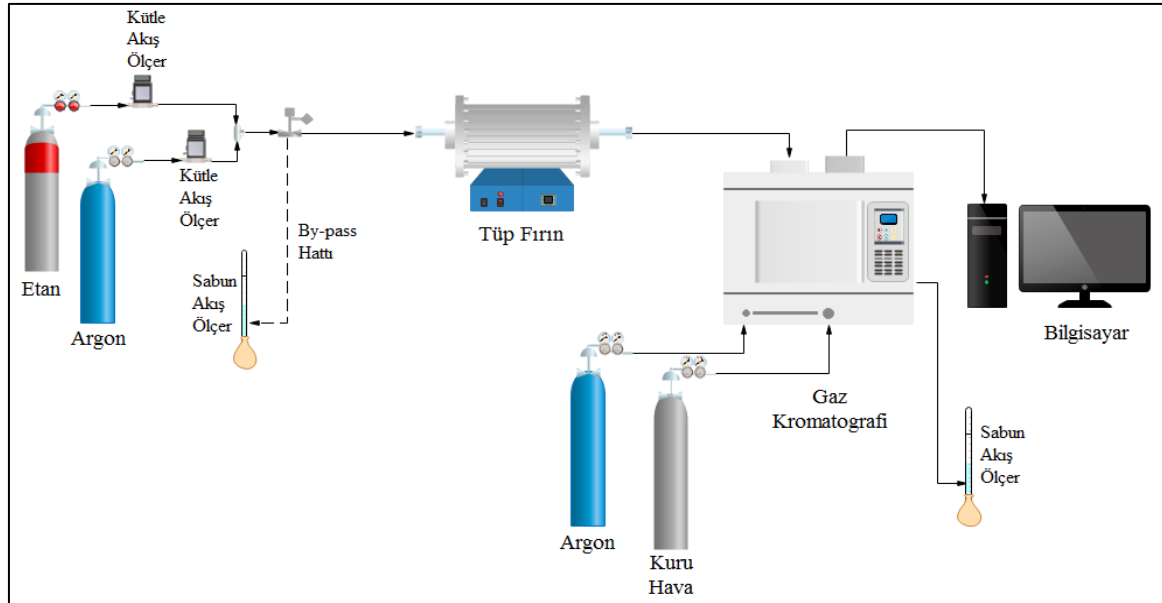 Kütle
Akış
Ölçer
Kütle
Akış
Ölçer
Etan
Argon
By-pass
Hattı
Sabun
Akış
Ölçer
Tüp Fırın
Bilgisayar
Gaz
Kromatografi
Argon
Kuru
Hava
Sabun
Akış
Ölçer